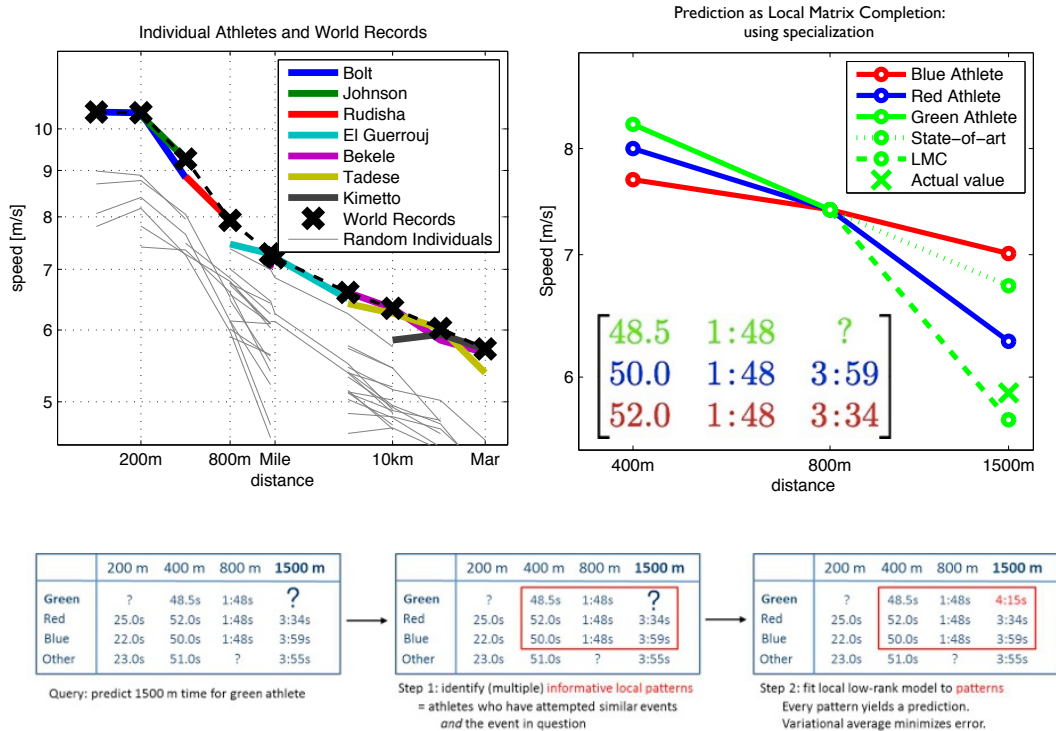 Individual Athletes and World Records
Bolt
Johnson
Rudisha
El Guerrouj
Bekele
Tadese
Kimetto
World Records
Random Individuals
speed [m/s]
10
9
8
7
6
5
200m 800m Mile 10km Mar
distance
Prediction as Local Matrix Completion:
using specialization
Blue Athlete
Red Athlete
Green Athlete
State-of-art
LMC
Actual value
Speed [m/s]
8
7
6
48.5 1:48 ?
50.0 1:48 3:59
52.0 1:48 3:34
400m 800m 1500m
distance
200 m 400 m 800 m 1500 m
Green ? 48.5s 1:48s ?
Red 25.0s 52.0s 1:48s 3:34s
Blue 22.0s 50.0s 1:48s 3:59s
Other 23.0s 51.0s ? 3:55s
Query: predict 1500 m time for green athlete
200 m 400 m 800 m 1500 m
Green ? 48.5s 1:48s ?
Red 25.0s 52.0s 1:48s 3:34s
Blue 22.0s 50.0s 1:48s 3:59s
Other 23.0s 51.0s ? 3:55s
Step 1: identify (multiple) informative local patterns
= athletes who have attempted similar events
and the event in question
200 m 400 m 800 m 1500 m
Green ? 48.5s 1:48s 4:15s
Red 25.0s 52.0s 1:48s 3:34s
Blue 22.0s 50.0s 1:48s 3:59s
Other 23.0s 51.0s ? 3:55s
Step 2: fit local low-rank model to patterns
Every pattern yields a prediction.
Variational average minimizes error.